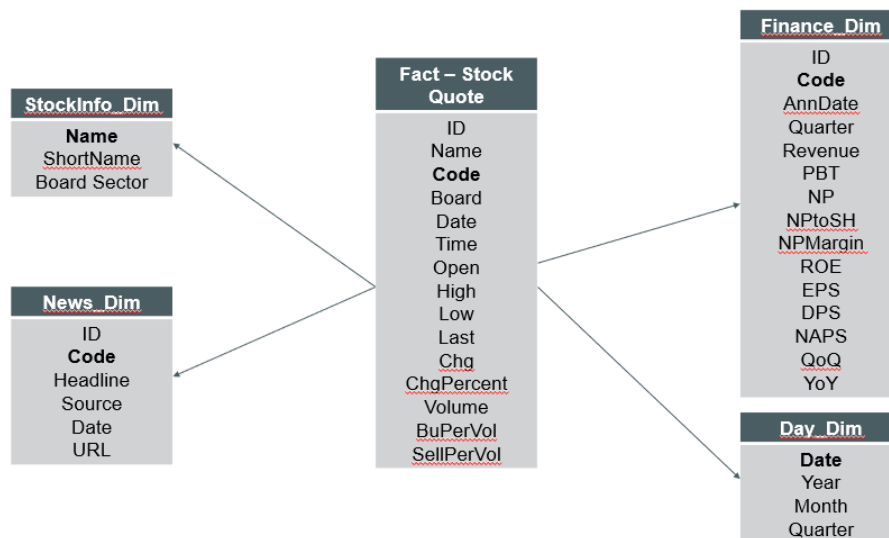 StockInfo_Dim
Name
ShortName
Board Sector
News_Dim
ID
Code
Headline
Source
Date
URL
Fact – Stock
Quote
ID
Name
Code
Board
Date
Time
Open
High
Low
Last
Chg
ChgPercent
Volume
BuPerVol
SellPerVol
Finance_Dim
ID
Code
AnnDate
Quarter
Revenue
PBT
NP
NPtoSH
NPMargin
ROE
EPS
DPS
NAPS
QoQ
YoY
Day_Dim
Date
Year
Month
Quarter